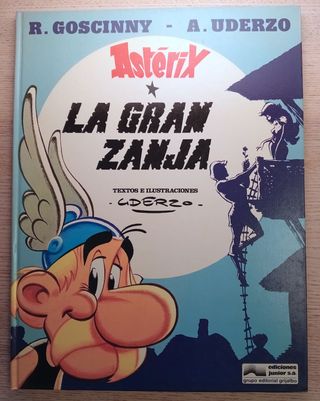 R. GOSCINNY - A. UDERZO
Astérix
LA GRAN
ZANJA
TEXTOS E ILUSTRACIONES
UDERZO
ediciones
junior s.a.
grupo editorial grijalbo